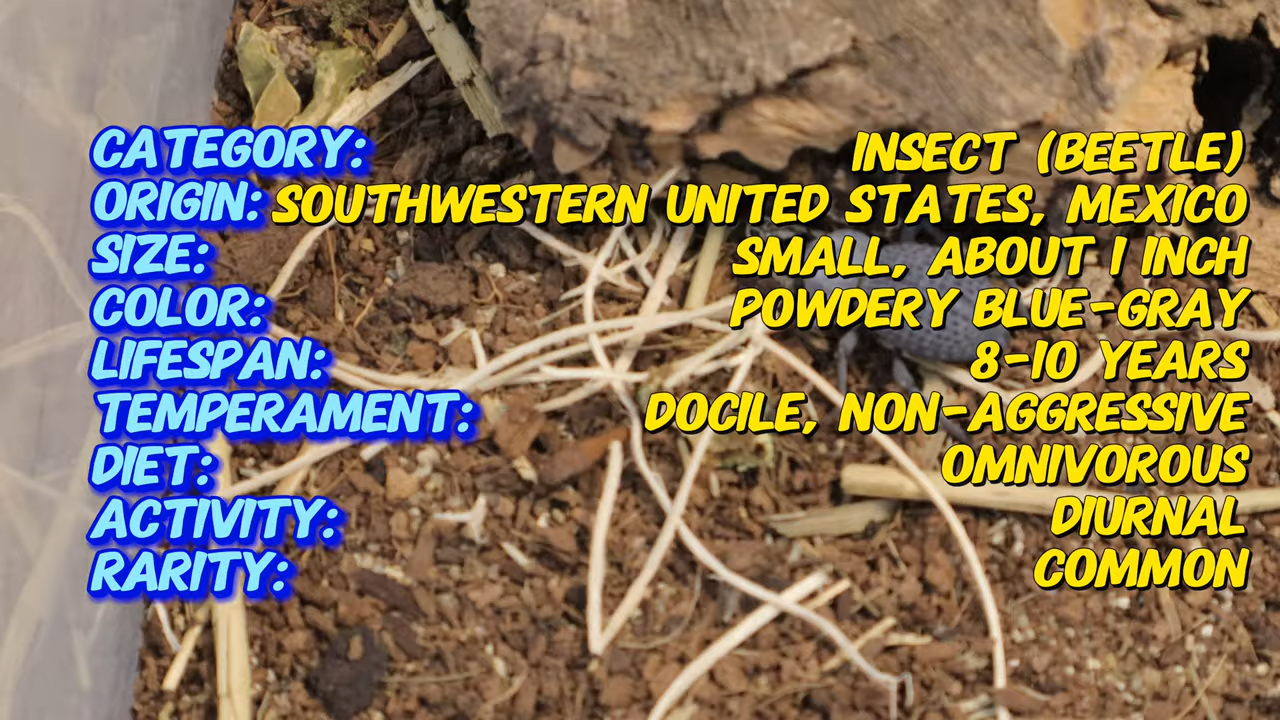 CATEGORY: INSECT (BEETLE)
ORIGIN: SOUTHWESTERN UNITED STATES, MEXICO
SIZE: SMALL, ABOUT 1 INCH
COLOR: POWDERY BLUE-GRAY
LIFESPAN: 8-10 YEARS
TEMPERAMENT: DOCILE, NON-AGGRESSIVE
DIET: OMNIVOROUS
ACTIVITY: DIURNAL
RARITY: COMMON